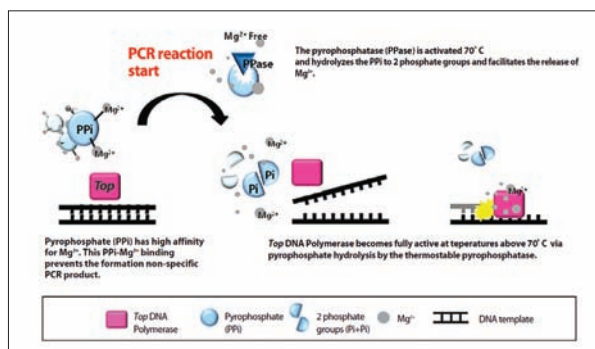 Mg²⁺ Free
PCR reaction
start
PPase
The pyrophosphatase (PPase) is activated 70˚ C
and hydrolyzes the PPi to 2 phosphate groups and facilitates the release of
Mg²⁺.
Mg²⁺
PPi
Mg²⁺
Top
Mg²⁺
Pi
Pi
Mg²⁺
Mg²⁺
Pyrophosphate (PPi) has high affinity
for Mg²⁺. This PPi-Mg²⁺ binding
prevents the formation non-specific
PCR product.
Top DNA Polymerase becomes fully active at teperatures above 70˚ C via
pyrophosphate hydrolysis by the thermostable pyrophosphatase.
Top DNA
Polymerase
Pyrophosphate
(PPi)
2 phosphate
groups (Pi+Pi)
Mg²⁺
DNA template